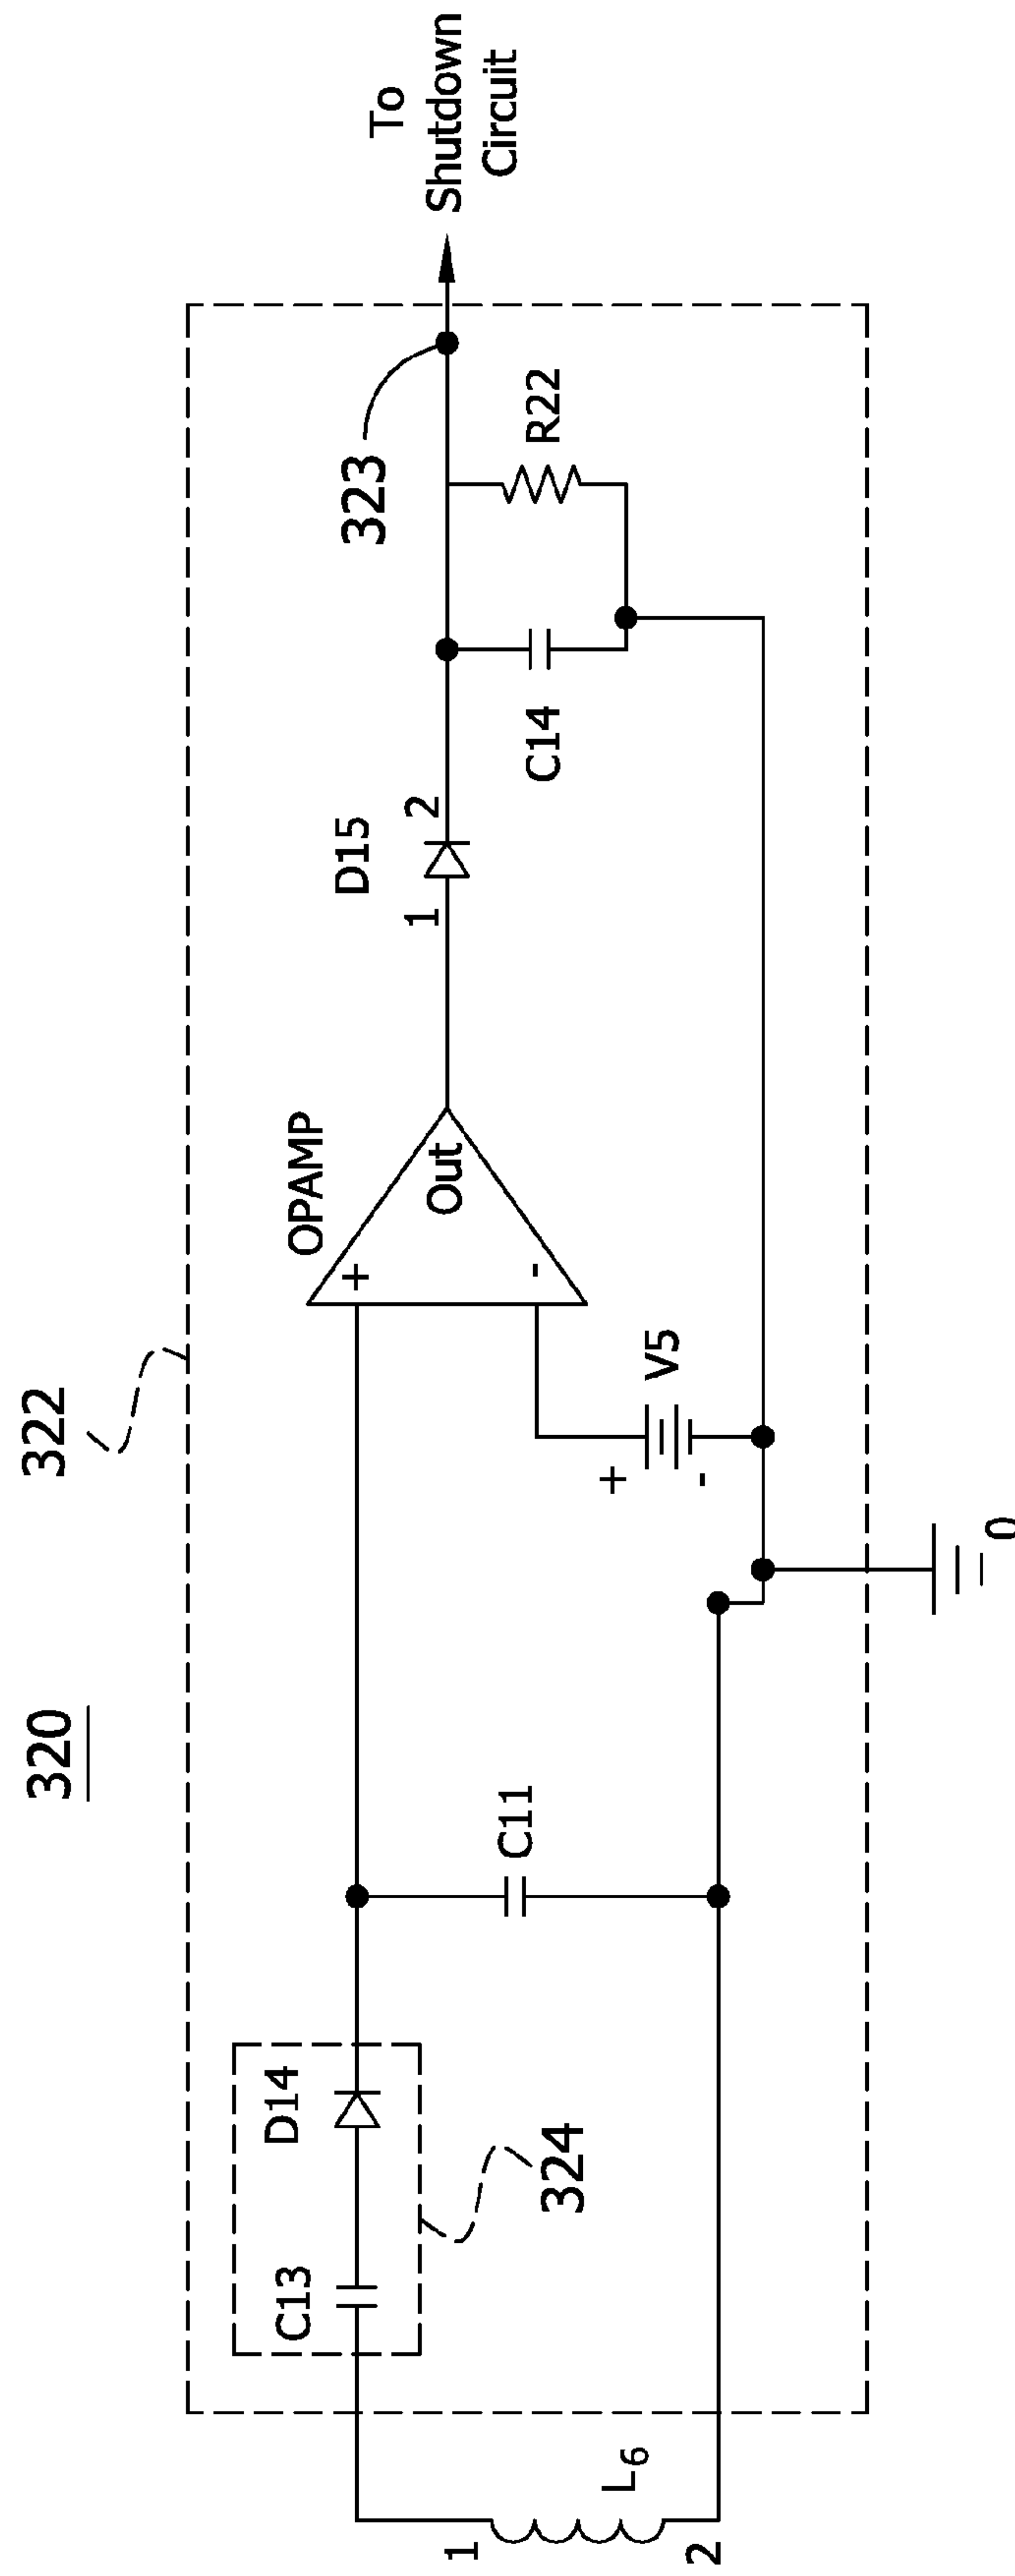 320
322
OPAMP
D15
323
To
Shutdown
Circuit
D14
C13
324
+
-
Out
1
2
C11
+
-
V5
C14
R22
1
2
L6
0